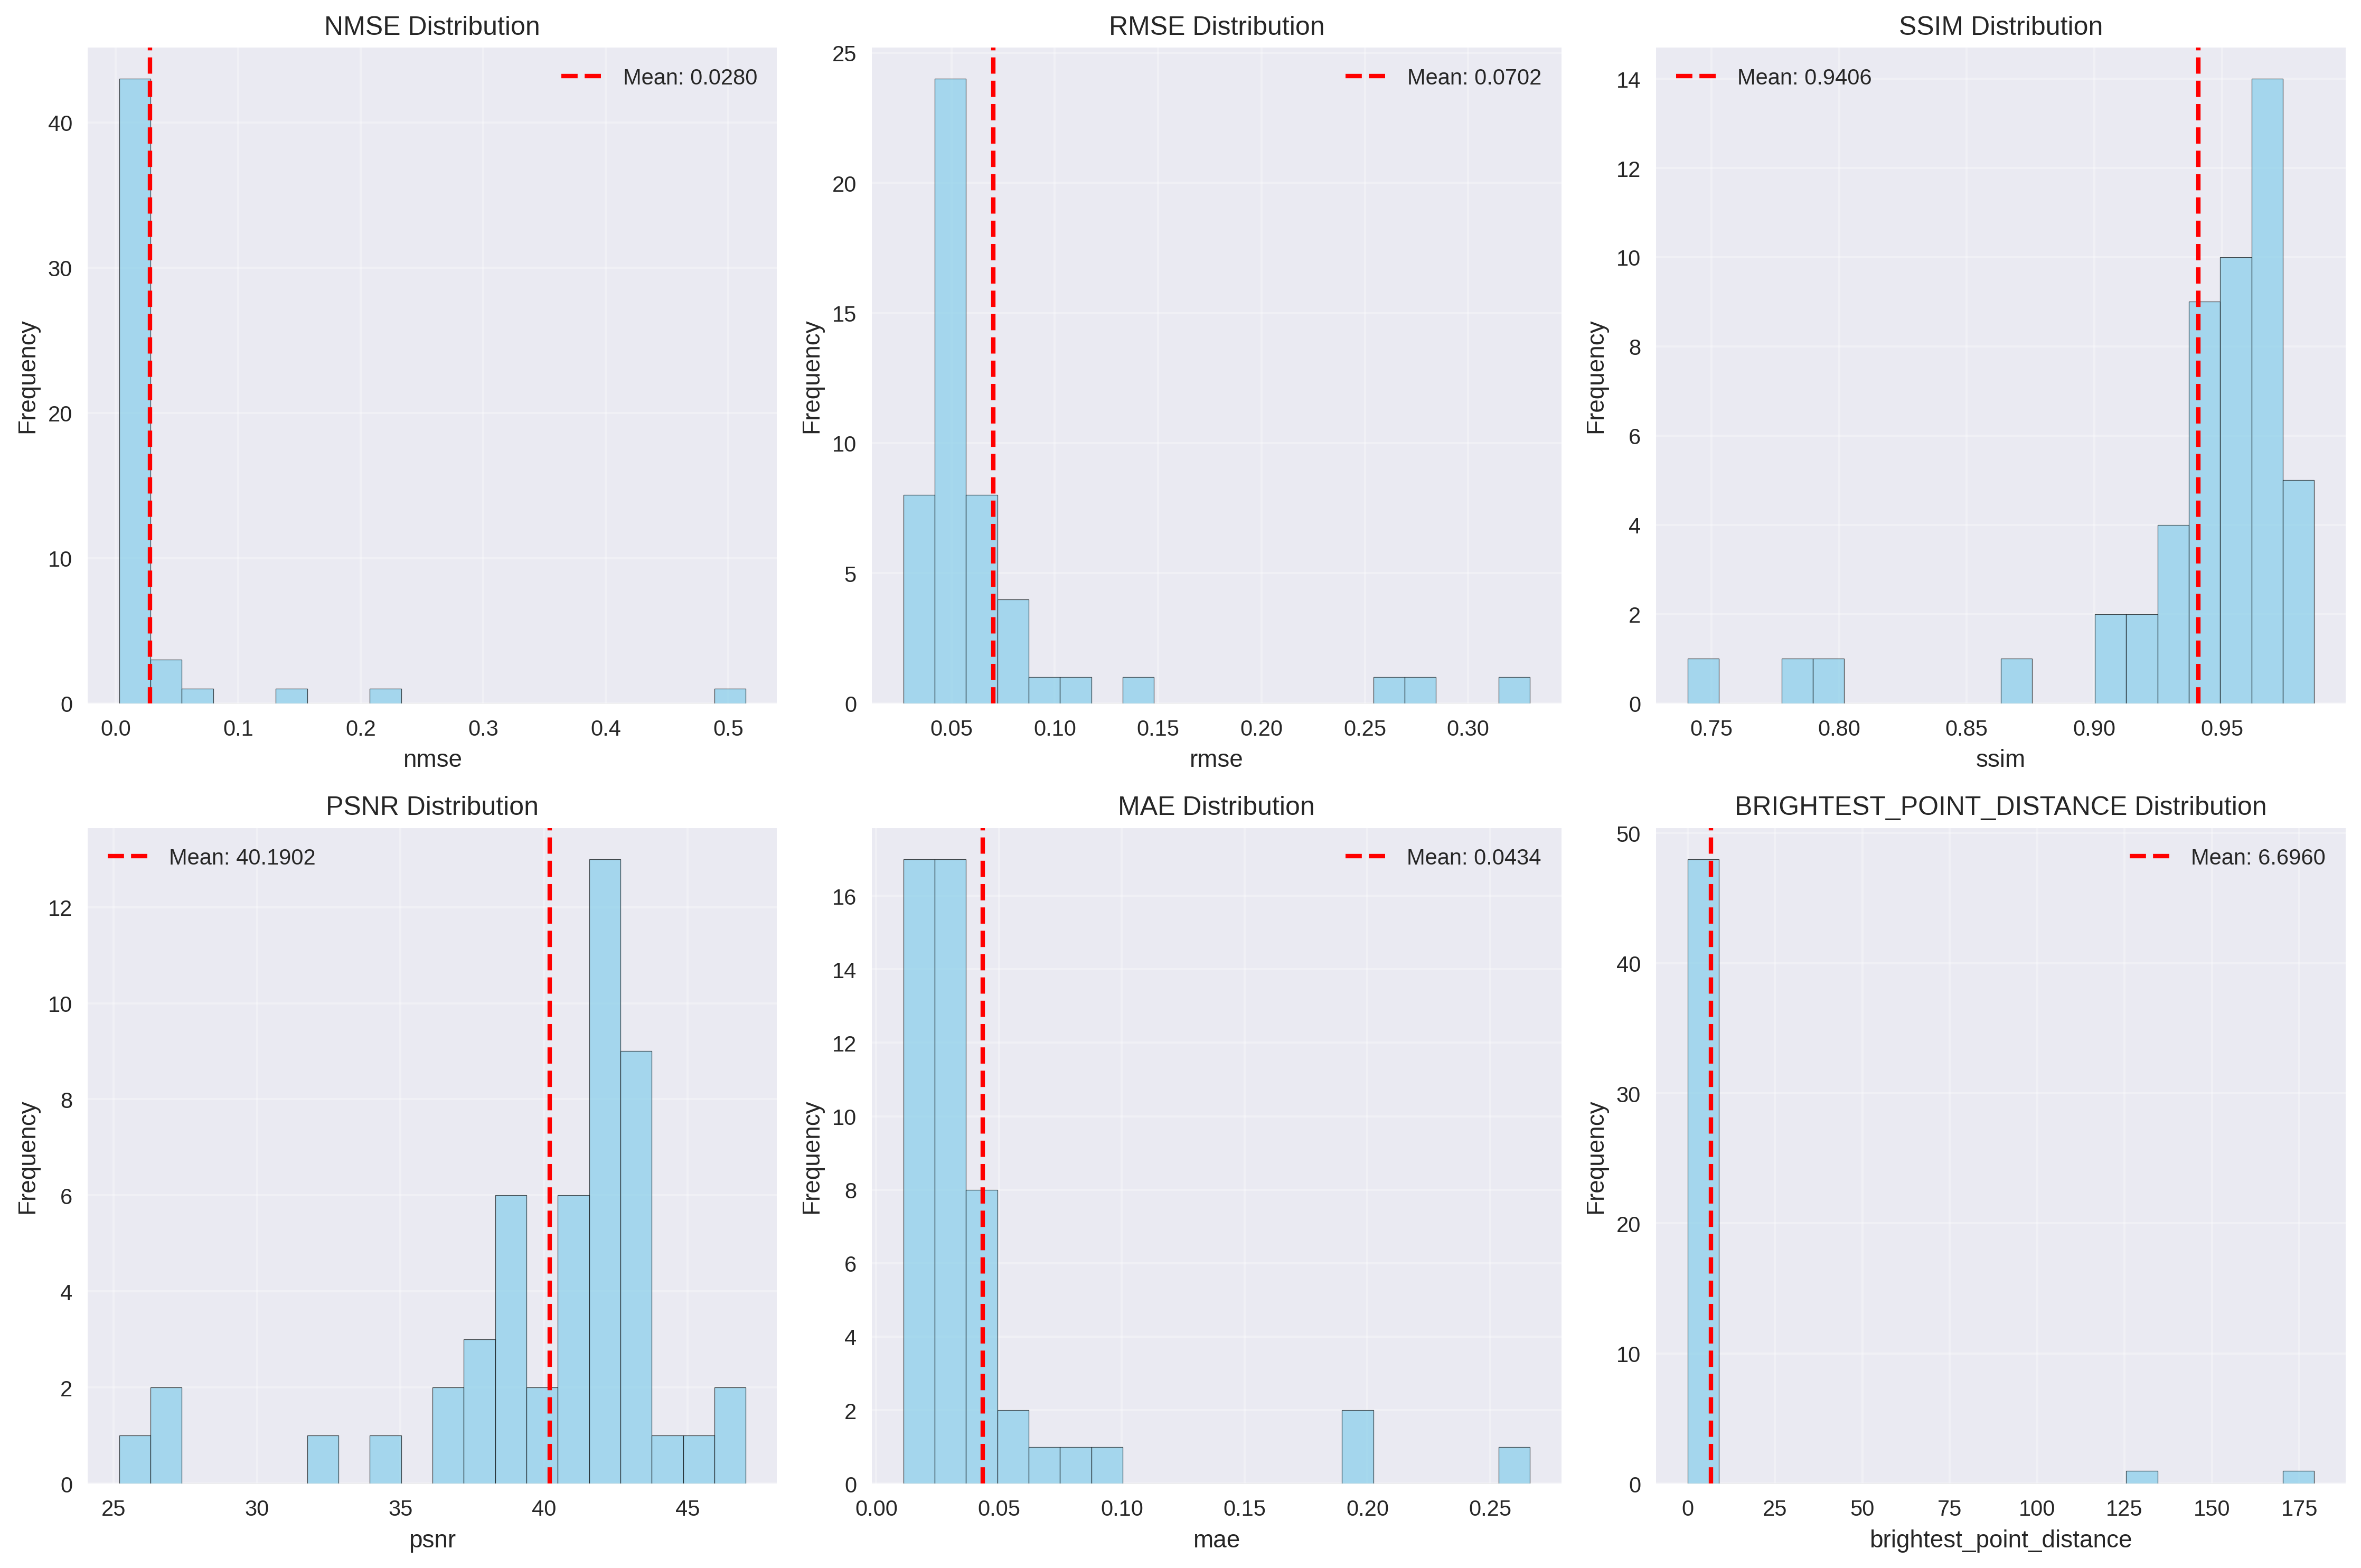 NMSE Distribution
Mean: 0.0280
Frequency
40
30
20
10
0
0.0 0.1 0.2 0.3 0.4 0.5
nmse
RMSE Distribution
Mean: 0.0702
Frequency
25
20
15
10
5
0
0.05 0.10 0.15 0.20 0.25 0.30
rmse
SSIM Distribution
Mean: 0.9406
Frequency
14
12
10
8
6
4
2
0
0.75 0.80 0.85 0.90 0.95
ssim
PSNR Distribution
Mean: 40.1902
Frequency
12
10
8
6
4
2
0
25 30 35 40 45
psnr
MAE Distribution
Mean: 0.0434
Frequency
16
14
12
10
8
6
4
2
0
0.00 0.05 0.10 0.15 0.20 0.25
mae
BRIGHTEST_POINT_DISTANCE Distribution
Mean: 6.6960
Frequency
50
40
30
20
10
0
0 25 50 75 100 125 150 175
brightest_point_distance